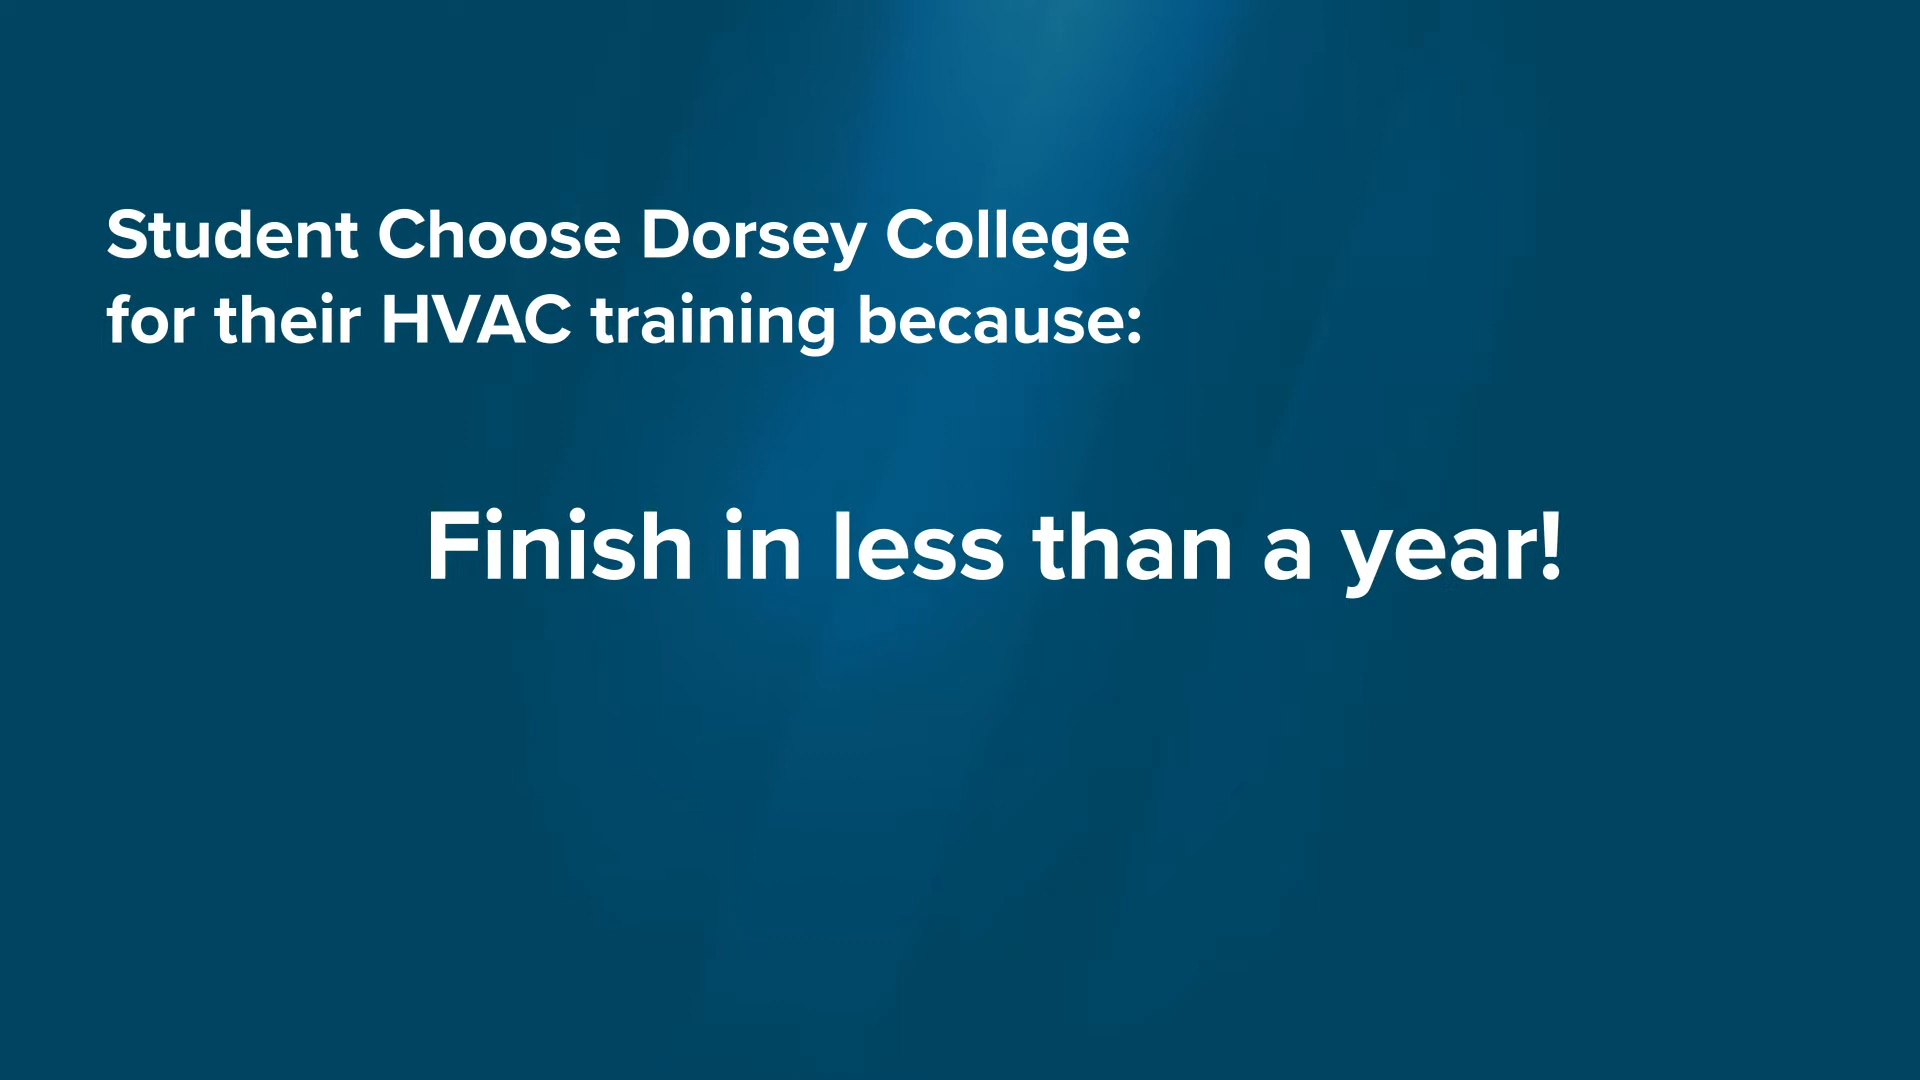 Student Choose Dorsey College
for their HVAC training because:
Finish in less than a year!